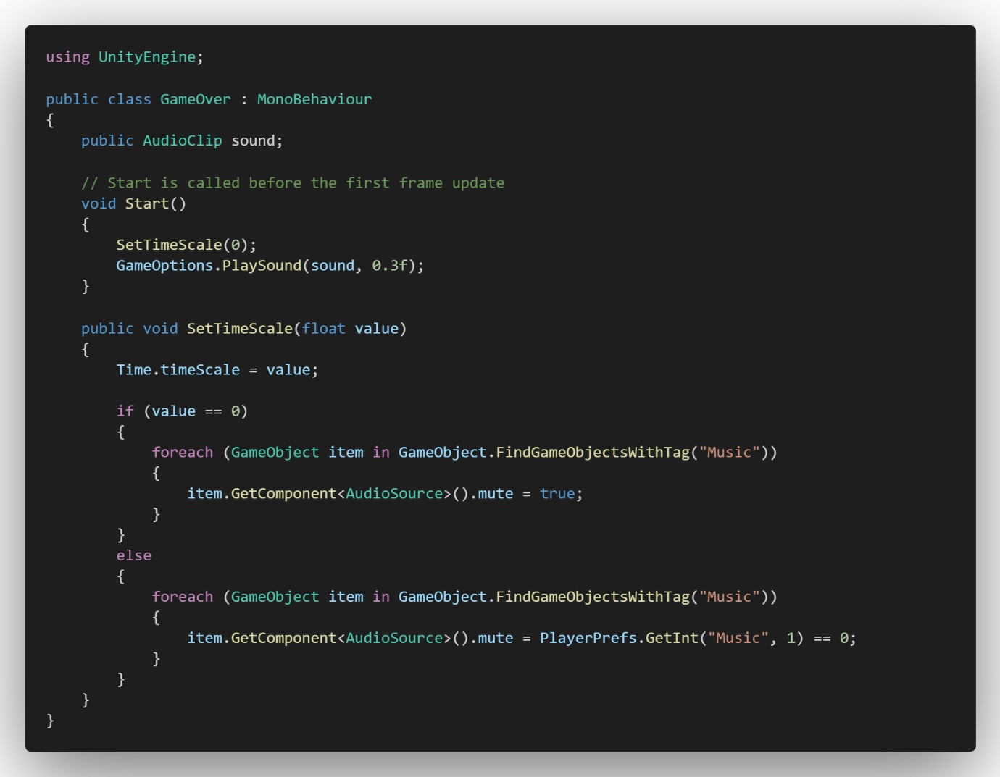 using UnityEngine;
public class GameOver : MonoBehaviour
{
    public AudioClip sound;
    // Start is called before the first frame update
    void Start()
    {
        SetTimeScale(0);
        GameOptions.PlaySound(sound, 0.3f);
    }
    public void SetTimeScale(float value)
    {
        Time.timeScale = value;
        if (value == 0)
        {
            foreach (GameObject item in GameObject.FindGameObjectsWithTag("Music"))
            {
                item.GetComponent<AudioSource>().mute = true;
            }
        }
        else
        {
            foreach (GameObject item in GameObject.FindGameObjectsWithTag("Music"))
            {
                item.GetComponent<AudioSource>().mute = PlayerPrefs.GetInt("Music", 1) == 0;
            }
        }
    }
}